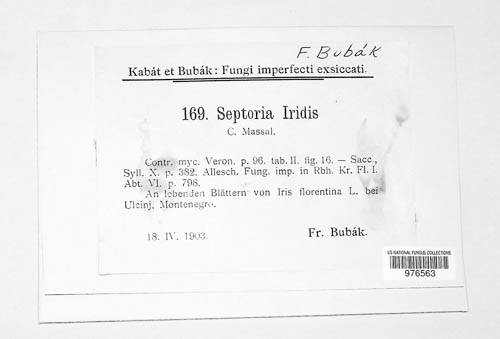 F. Bubák
Kabát et Bubák: Fungi imperfecti exsiccati.
169. Septoria Iridis
C. Massal.
Contr. myc. Veron. p. 96. tab. II. fig. 16. — Sacc.,
Syll. X. p. 382. Allesch. Fung. imp. in Rbh. Kr. Fl. I.
Abt. VI. p. 798.
An lebenden Blättern von Iris florentina L. bei
Ulcinj, Montenegro.
18. IV. 1903.
Fr. Bubák.
US NATIONAL FUNGUS COLLECTIONS
976563